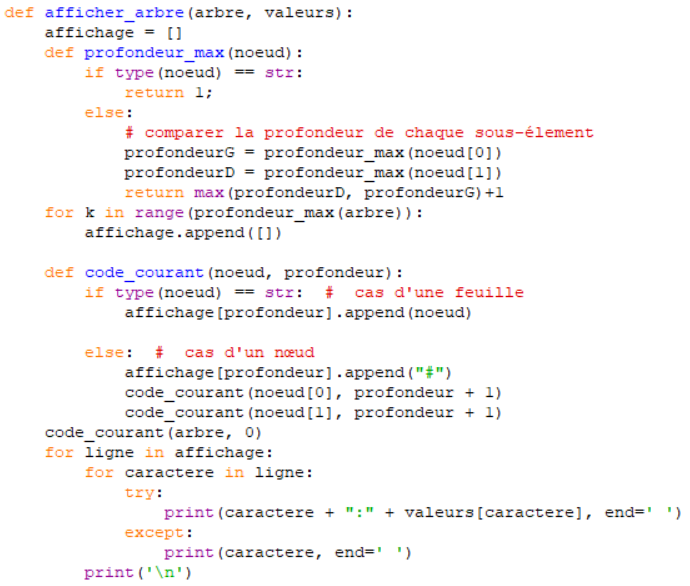 def afficher_arbre(arbre, valeurs):
    affichage = []
    def profondeur_max(noeud):
        if type(noeud) == str:
            return 1;
        else:
            # comparer la profondeur de chaque sous-élement
            profondeurG = profondeur_max(noeud[0])
            profondeurD = profondeur_max(noeud[1])
            return max(profondeurD, profondeurG)+1
    for k in range(profondeur_max(arbre)):
        affichage.append([])

    def code_courant(noeud, profondeur):
        if type(noeud) == str:  #  cas d'une feuille
            affichage[profondeur].append(noeud)

        else:  #  cas d'un nœud
            affichage[profondeur].append("#")
            code_courant(noeud[0], profondeur + 1)
            code_courant(noeud[1], profondeur + 1)
    code_courant(arbre, 0)
    for ligne in affichage:
        for caractere in ligne:
            try:
                print(caractere + ":" + valeurs[caractere], end=' ')
            except:
                print(caractere, end=' ')
        print('\n')